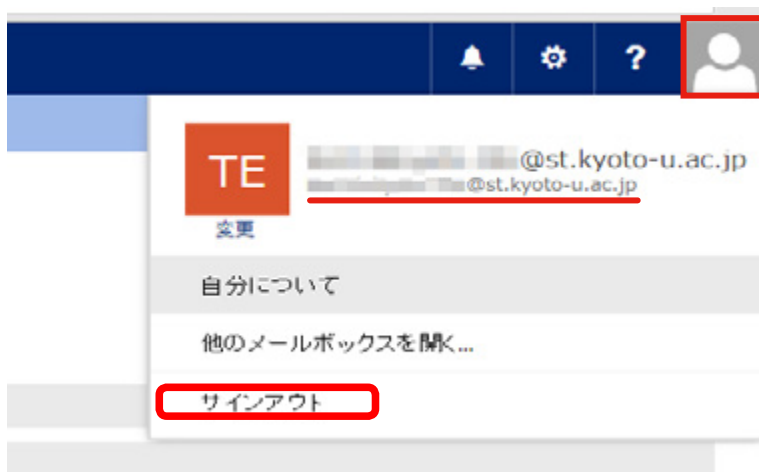 ?
TE
@st.kyoto-u.ac.jp
@st.kyoto-u.ac.jp
変更
自分について
他のメールボックスを開く...
サインアウト